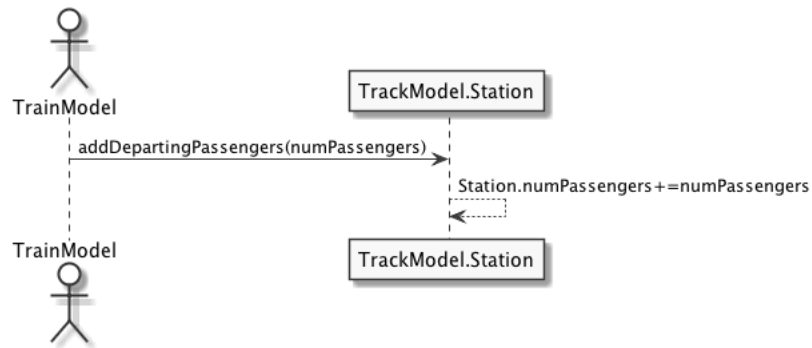 TrainModel
TrackModel.Station
addDepartingPassengers(numPassengers)
Station.numPassengers+=numPassengers
TrainModel
TrackModel.Station